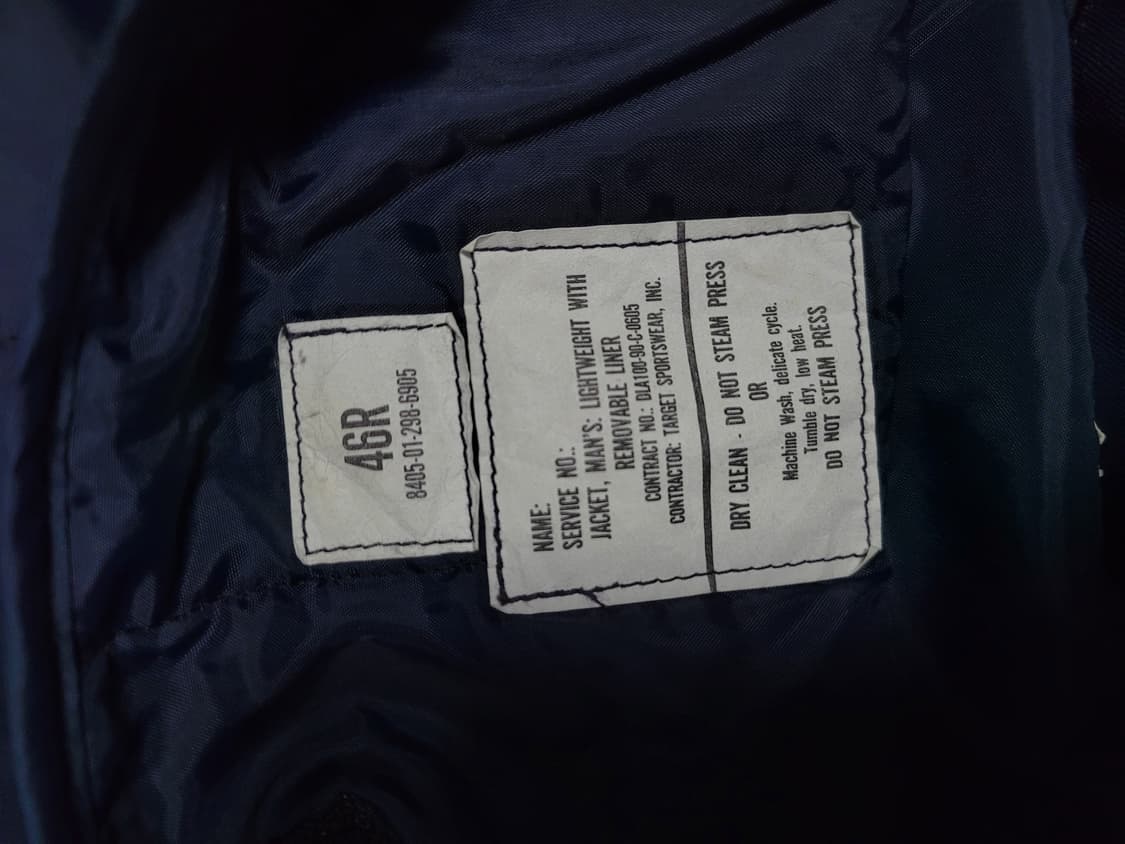 46R
8405-01-298-6905
NAME:
SERVICE NO.:
JACKET, MAN'S: LIGHTWEIGHT WITH
REMOVABLE LINER
CONTRACT NO.: DLA100-90-C-0605
CONTRACTOR: TARGET SPORTSWEAR, INC.
DRY CLEAN - DO NOT STEAM PRESS
OR
Machine Wash, delicate cycle.
Tumble dry, low heat.
DO NOT STEAM PRESS